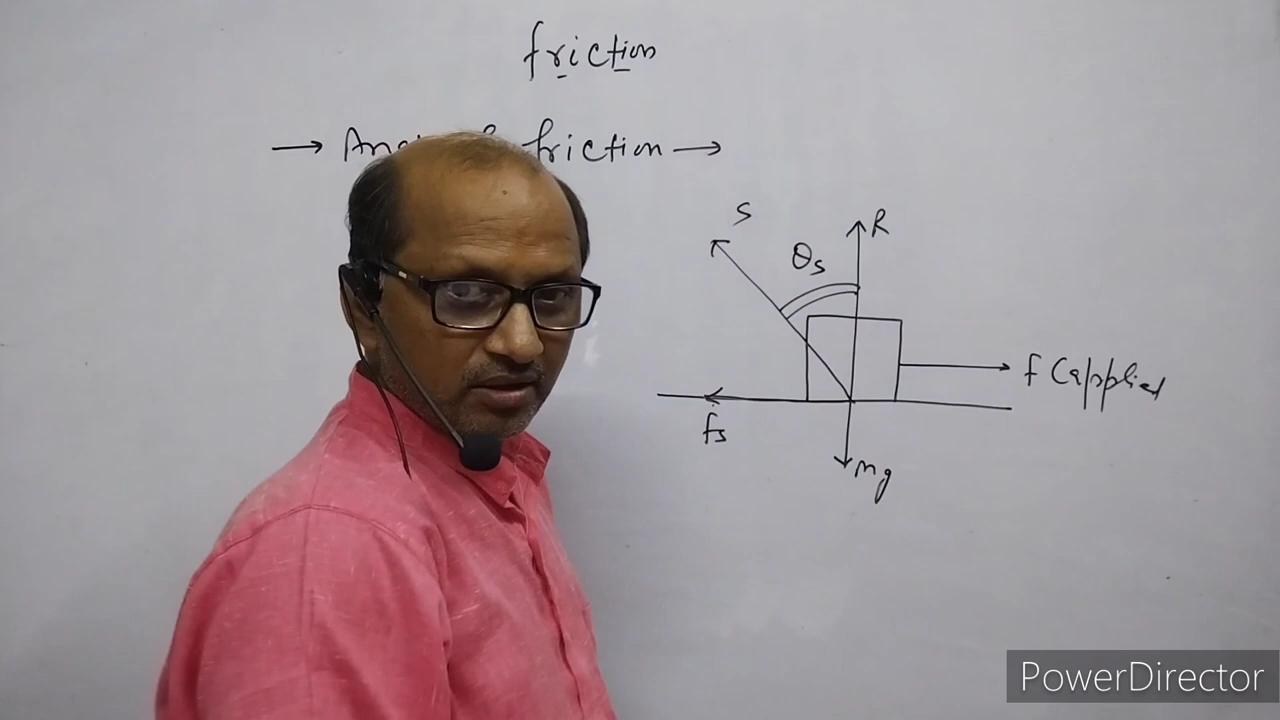 friction
→ friction →
S
θs
R
f (applied
fs
mg
PowerDirector